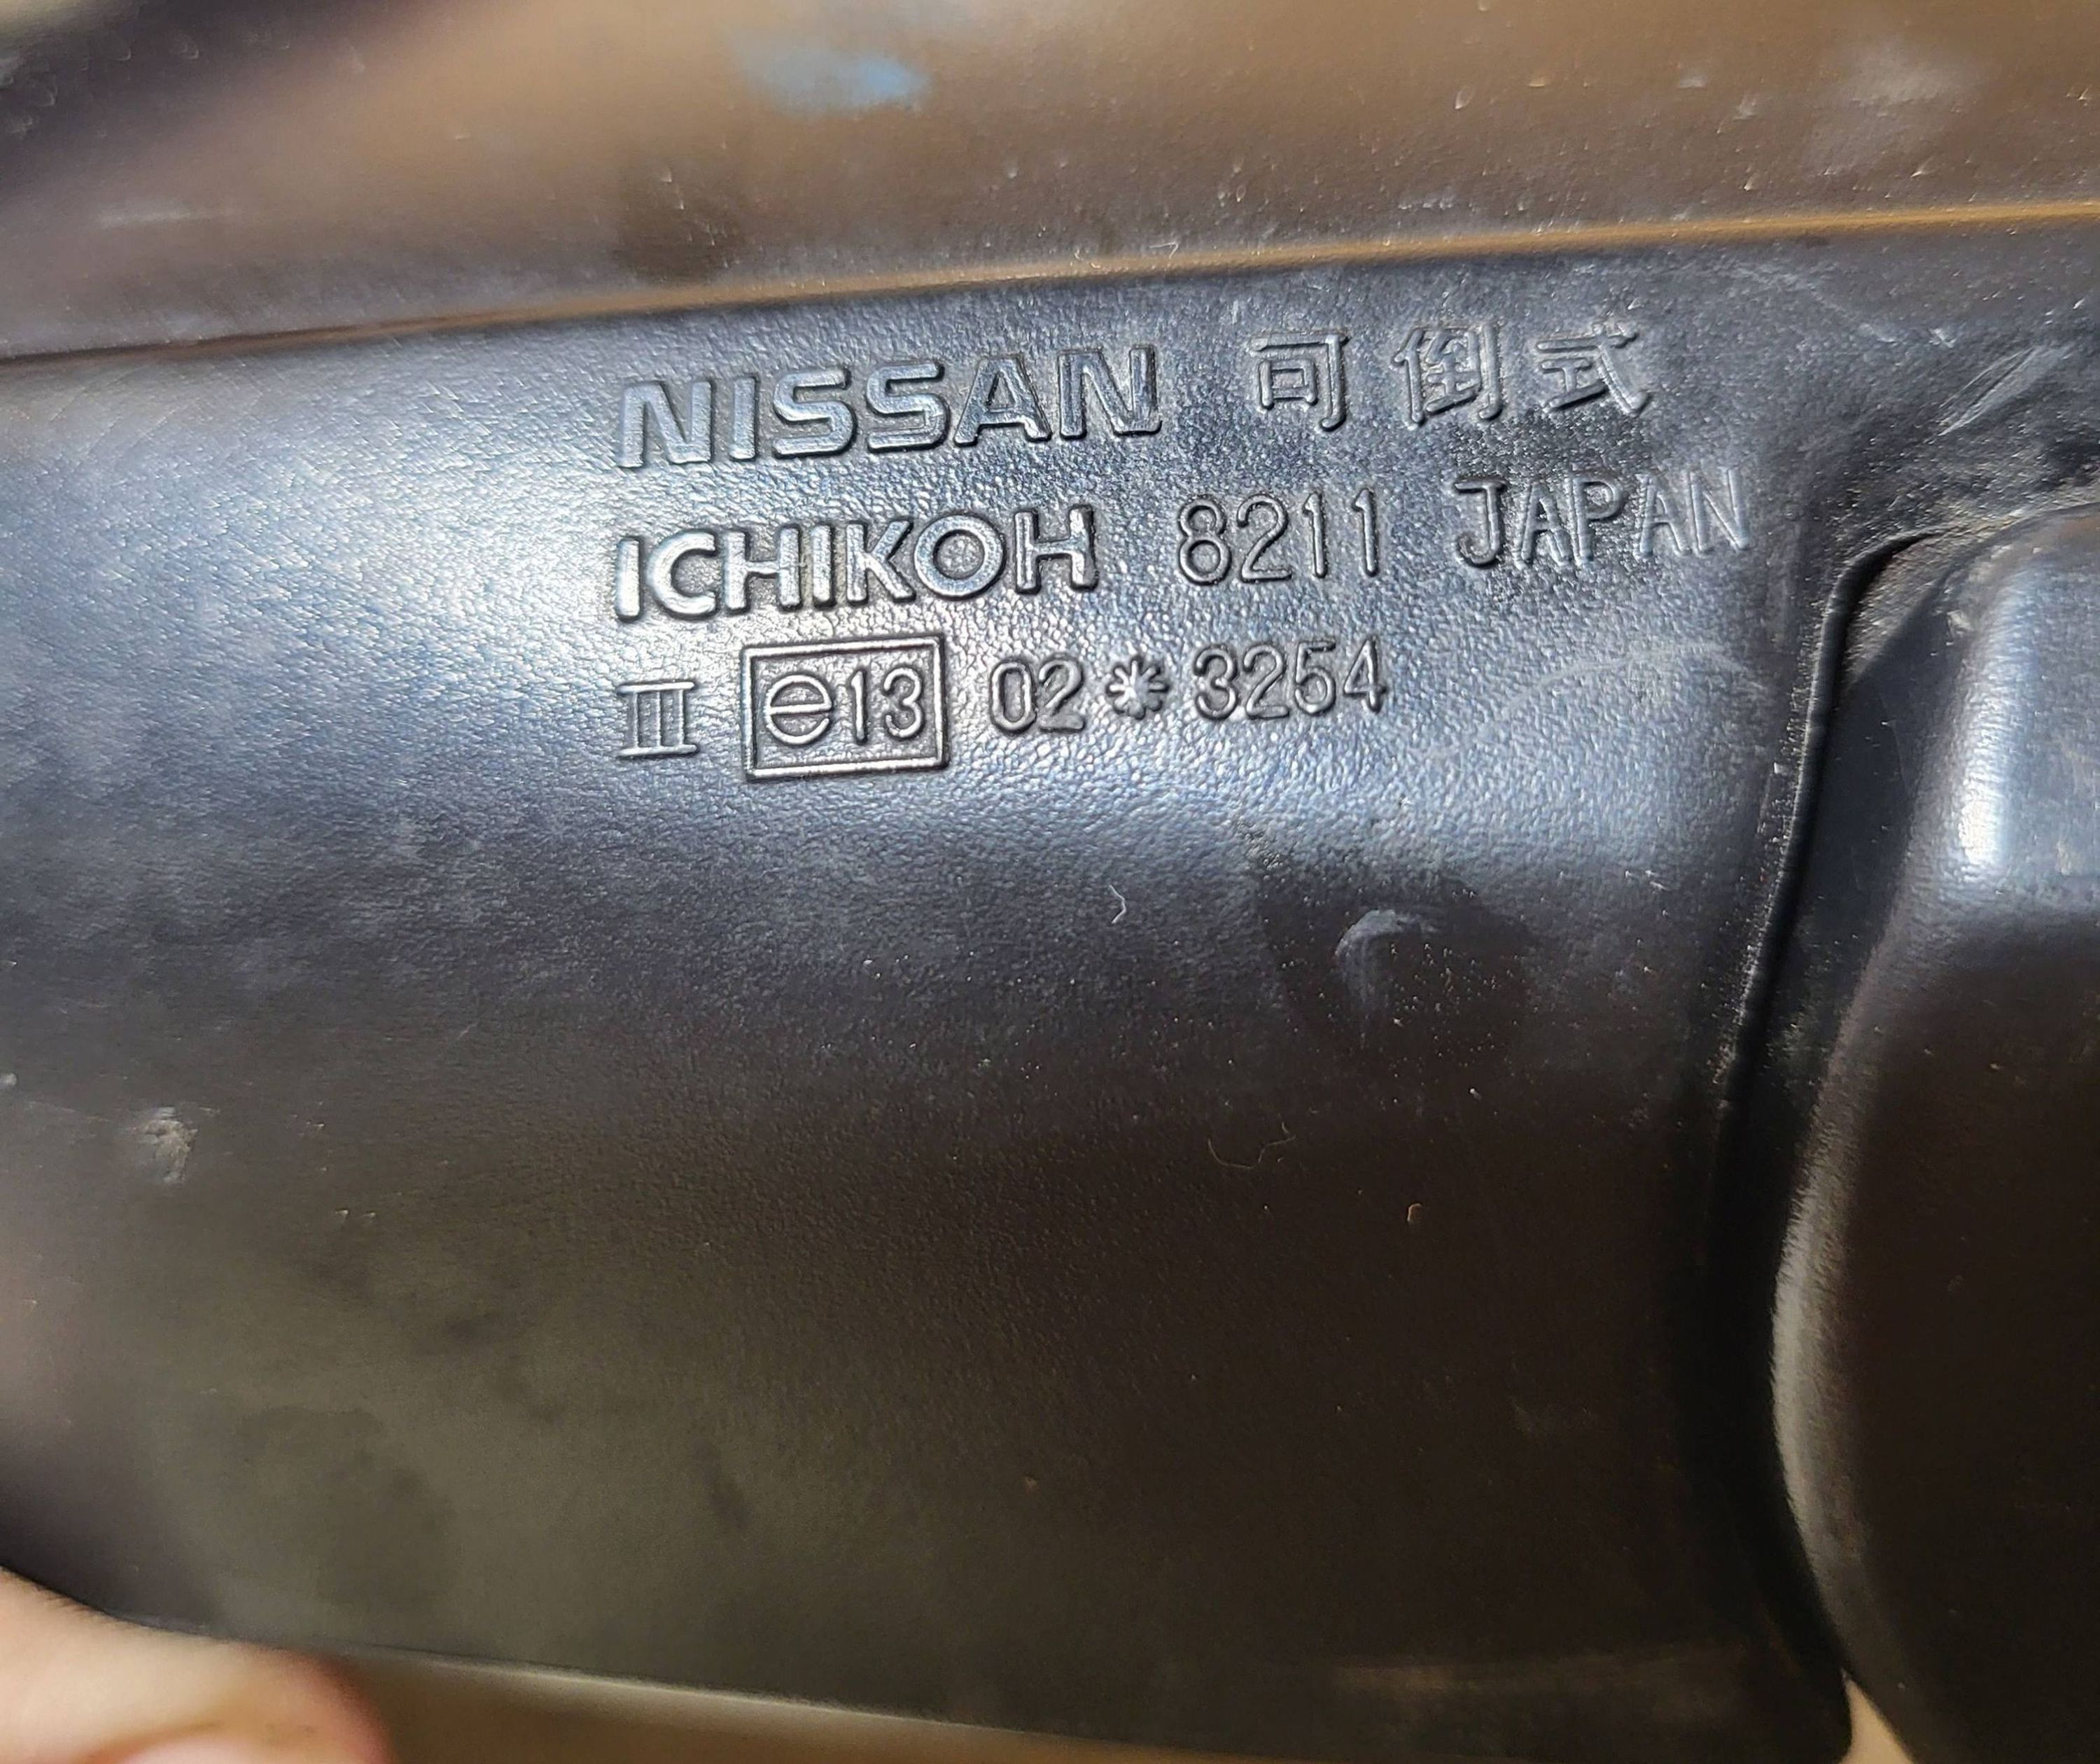 NISSAN 可倒式
ICHIKOH 8211 JAPAN
III e13 02*3254